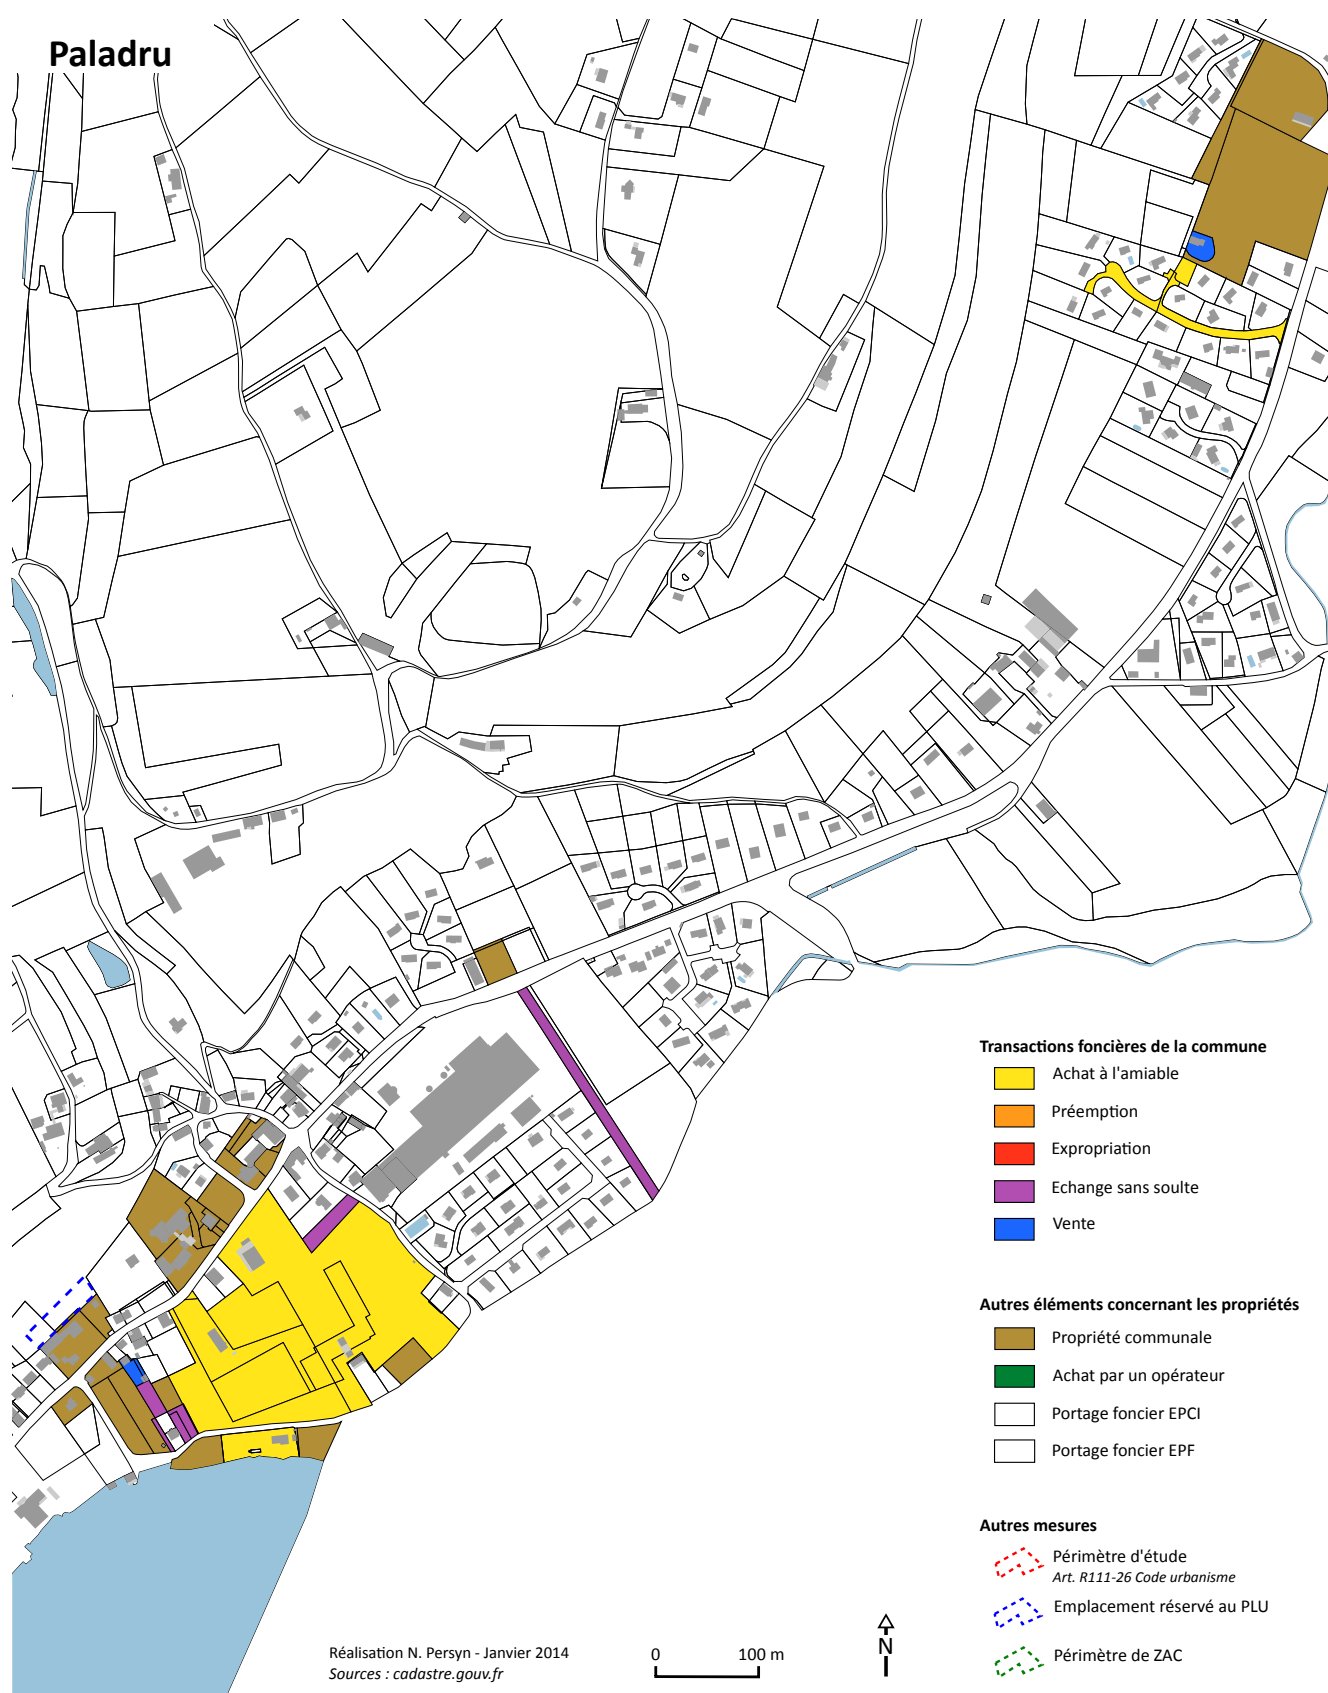 Paladru
Transactions foncières de la commune
Achat à l'amiable
Préemption
Expropriation
Echange sans soulte
Vente
Autres éléments concernant les propriétés
Propriété communale
Achat par un opérateur
Portage foncier EPCI
Portage foncier EPF
Autres mesures
Périmètre d'étude
Art. R111-26 Code urbanisme
Emplacement réservé au PLU
Périmètre de ZAC
Réalisation N. Persyn - Janvier 2014
Sources : cadastre.gouv.fr
0 100 m
N